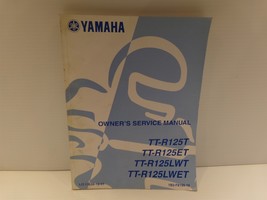 YAMAHA
OWNER'S SERVICE MANUAL
TT-R125T
TT-R125ET
TT-R125LWT
TT-R125LWET